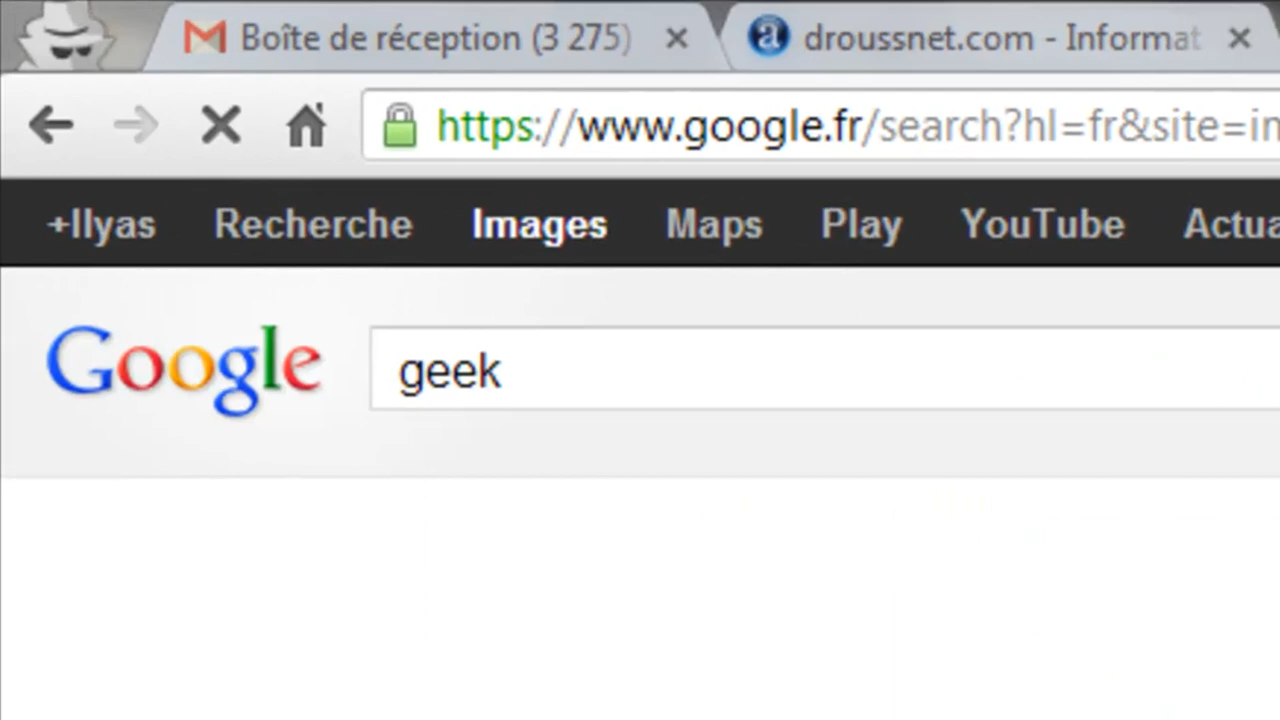 Boîte de réception (3 275) droussnet.com - Informat
https://www.google.fr/search?hl=fr&site=in
+Ilyas Recherche Images Maps Play YouTube Actua
Google geek